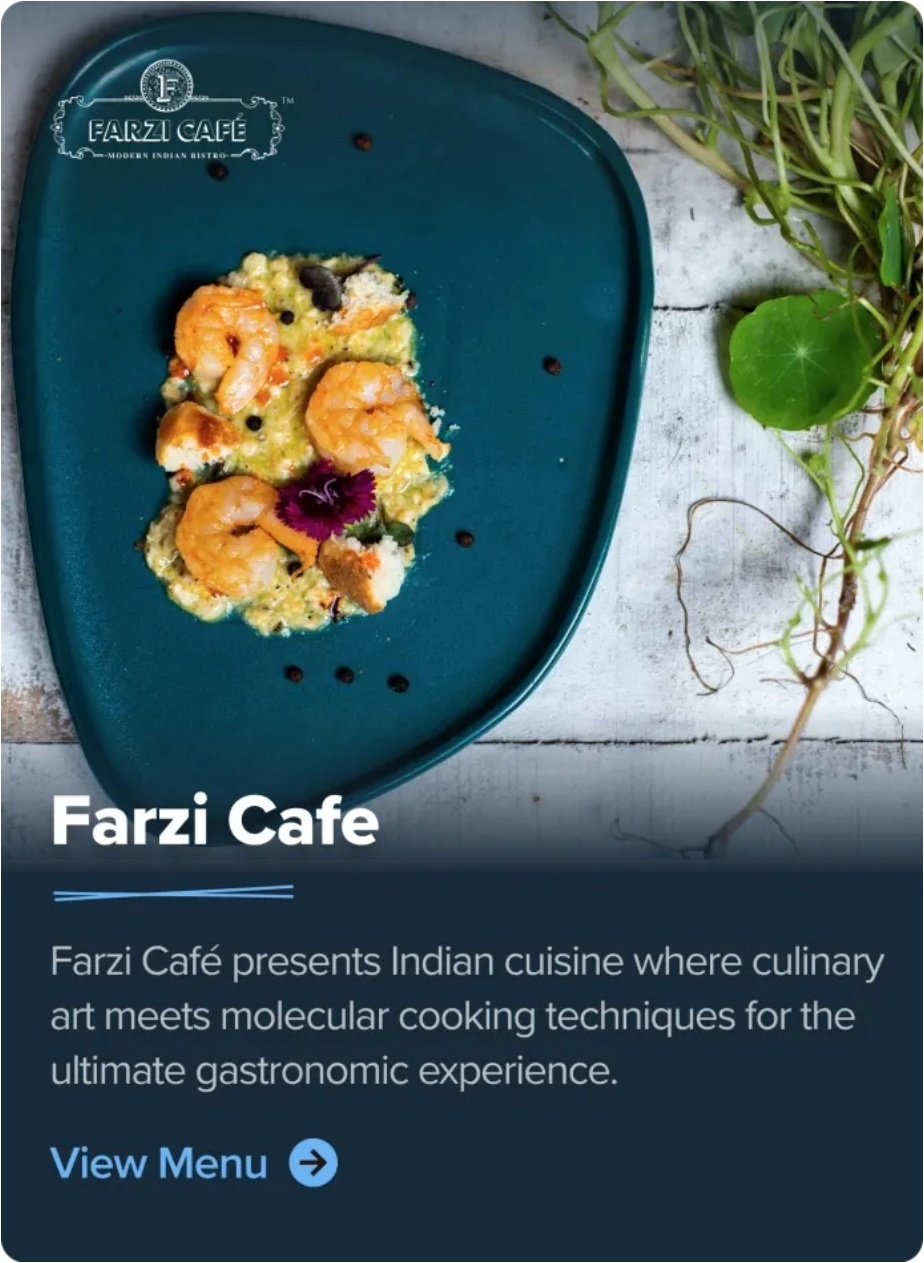 F
FARZI CAFÉ
TM
MODERN INDIAN BISTRO
Farzi Cafe
Farzi Café presents Indian cuisine where culinary
art meets molecular cooking techniques for the
ultimate gastronomic experience.
View Menu